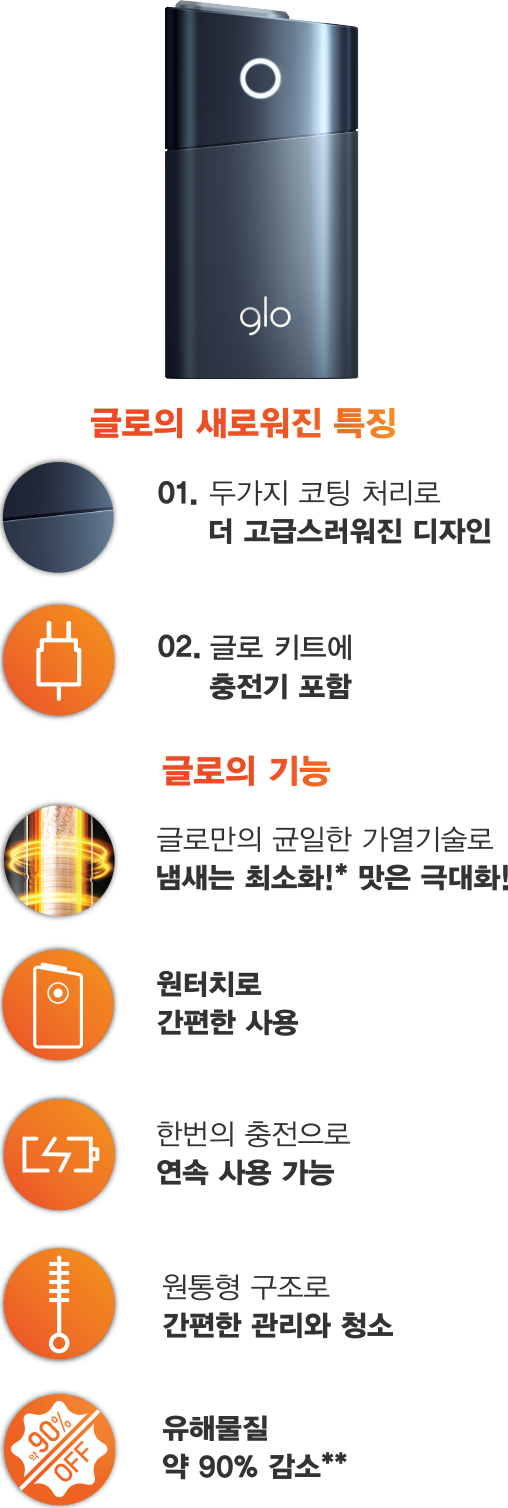 glo
글로의 새로워진 특징
01. 두가지 코팅 처리로
더 고급스러워진 디자인
02. 글로 키트에
충전기 포함
글로의 기능
글로만의 균일한 가열기술로
냄새는 최소화!* 맛은 극대화!
원터치로
간편한 사용
한번의 충전으로
연속 사용 가능
원통형 구조로
간편한 관리와 청소
약 90%
OFF
유해물질
약 90% 감소**